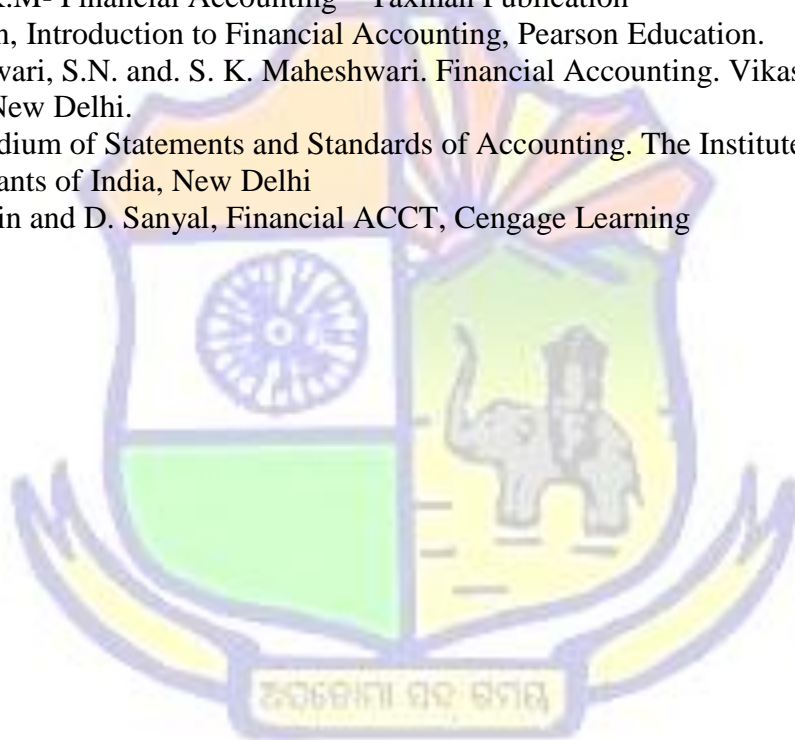 Financial Accounting – Taxman Publication
Introduction to Financial Accounting, Pearson Education.
wari, S.N. and. S. K. Maheshwari. Financial Accounting. Vikas
New Delhi.
dium of Statements and Standards of Accounting. The Institute
ants of India, New Delhi
in and D. Sanyal, Financial ACCT, Cengage Learning